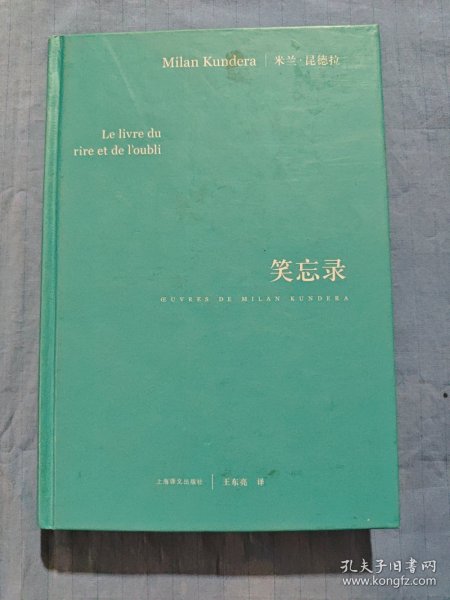 Milan Kundera | 米兰·昆德拉
Le livre du
rire et de l'oubli
笑忘录
ŒUVRES DE MILAN KUNDERA
上海译文出版社 | 王东亮 译
孔夫子旧书网
www.kongfz.com